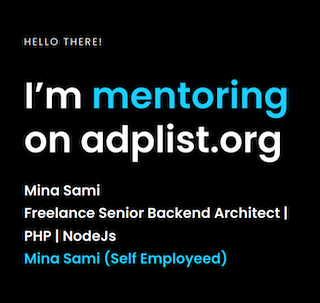 HELLO THERE!
I'm mentoring
on adplist.org
Mina Sami
Freelance Senior Backend Architect |
PHP | NodeJs
Mina Sami (Self Employeed)